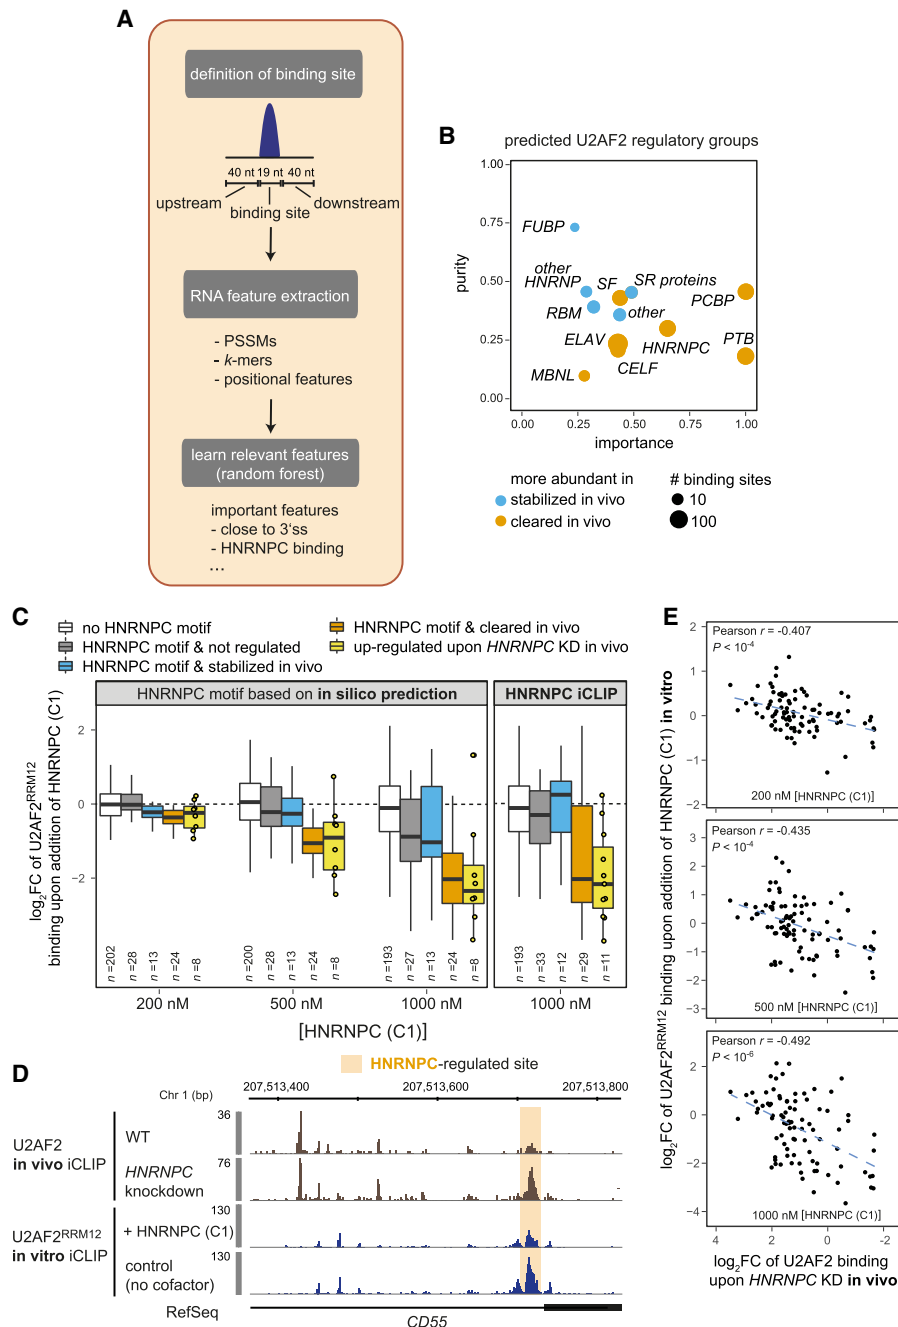 A
definition of binding site
40 nt 19 nt 40 nt
upstream
binding site
downstream
RNA feature extraction
- PSSMs
- k-mers
- positional features
learn relevant features
(random forest)
important features
- close to 3'ss
- HNRNPC binding
...
B
predicted U2AF2 regulatory groups
1.00
0.75
0.50
0.25
0.00
purity
FUBP
other
HNRNP
SF
SR proteins
PCBP
RBM
other
ELAV
HNRNPC
PTB
CELF
MBNL
0.00 0.25 0.50 0.75 1.00
importance
more abundant in
stabilized in vivo
cleared in vivo
# binding sites
10
100
C
no HNRNPC motif
HNRNPC motif & not regulated
HNRNPC motif & stabilized in vivo
HNRNPC motif & cleared in vivo
up-regulated upon HNRNPC KD in vivo
HNRNPC motif based on in silico prediction
HNRNPC iCLIP
log2FC of U2AF2RRM12
binding upon addition of HNRNPC (C1)
2
0
−2
n=202
n=28
n=13
n=24
n=8
n=200
n=28
n=13
n=24
n=8
n=193
n=27
n=13
n=24
n=8
n=193
n=33
n=12
n=29
n=11
200 nM
500 nM
1000 nM
1000 nM
[HNRNPC (C1)]
D
HNRNPC-regulated site
Chr 1 (bp)
207,513,400
207,513,600
207,513,800
U2AF2
in vivo iCLIP
WT
36
HNRNPC
knockdown
76
U2AF2RRM12
in vitro iCLIP
+ HNRNPC (C1)
130
control
(no cofactor)
130
RefSeq
CD55
E
log2FC of U2AF2RRM12 binding upon addition of HNRNPC (C1) in vitro
Pearson r = -0.407
P < 10-4
2
1
0
−1
−2
200 nM [HNRNPC (C1)]
Pearson r = -0.435
P < 10-4
3
2
1
0
−1
−2
−3
500 nM [HNRNPC (C1)]
Pearson r = -0.492
P < 10-6
2
0
−2
−4
1000 nM [HNRNPC (C1)]
4 2 0 -2
log2FC of U2AF2 binding
upon HNRNPC KD in vivo